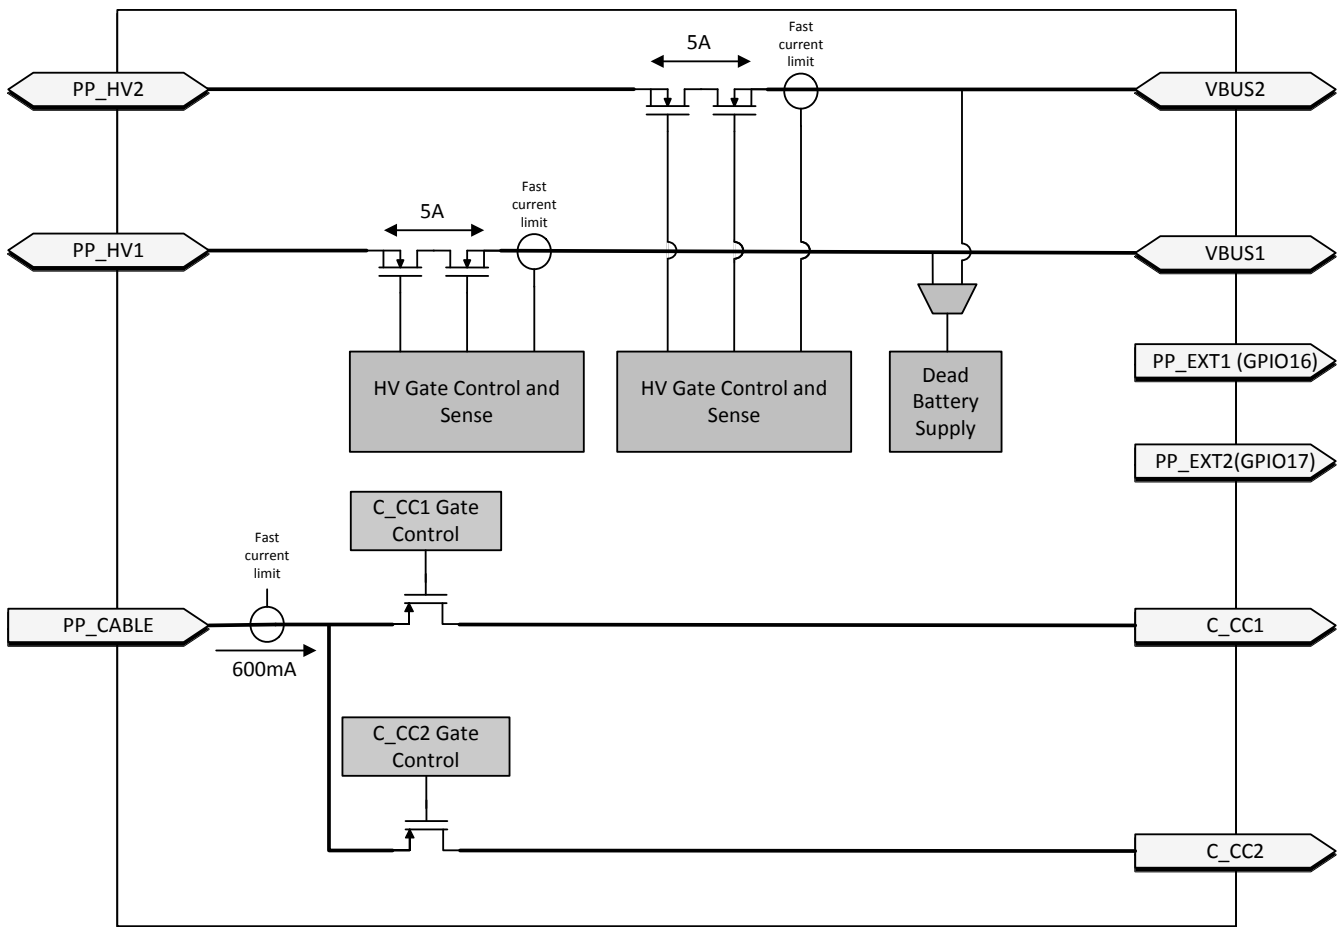 Fast
current
limit
5A
PP_HV2
VBUS2
Fast
current
limit
5A
PP_HV1
VBUS1
PP_EXT1 (GPIO16)
HV Gate Control and
Sense
HV Gate Control and
Sense
Dead
Battery
Supply
PP_EXT2(GPIO17)
C_CC1 Gate
Control
Fast
current
limit
PP_CABLE
C_CC1
600mA
C_CC2 Gate
Control
C_CC2